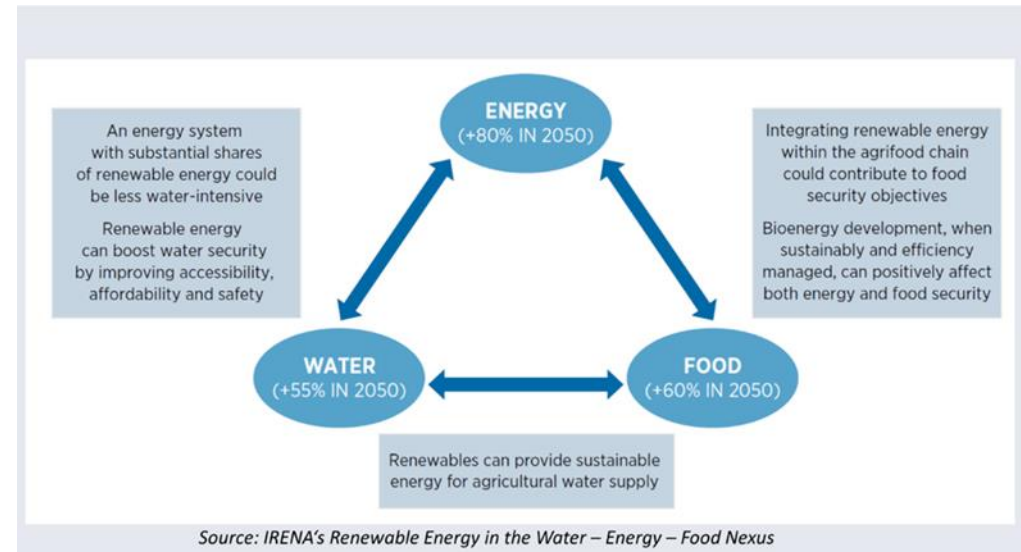 ENERGY
(+80% IN 2050)
An energy system
with substantial shares
of renewable energy could
be less water-intensive
Renewable energy
can boost water security
by improving accessibility,
affordability and safety
Integrating renewable energy
within the agrifood chain
could contribute to food
security objectives
Bioenergy development, when
sustainably and efficiency
managed, can positively affect
both energy and food security
WATER
(+55% IN 2050)
FOOD
(+60% IN 2050)
Renewables can provide sustainable
energy for agricultural water supply
Source: IRENA‘s Renewable Energy in the Water – Energy – Food Nexus